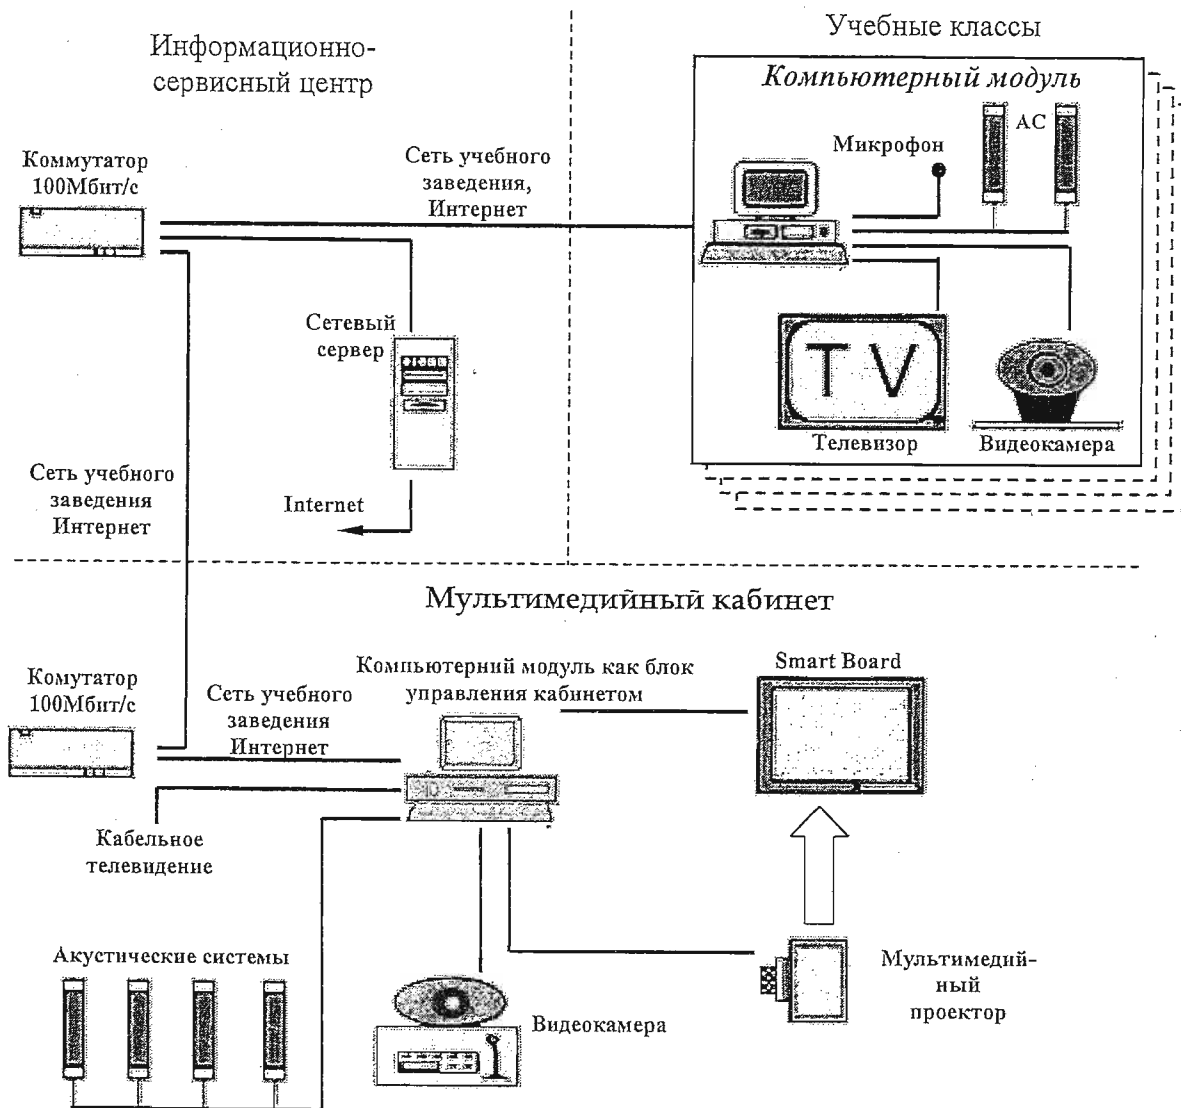 Информационно-
сервисный центр
Учебные классы
Компьютерный модуль
АС
Микрофон
Коммутатор
100Мбит/с
Сеть учебного
заведения,
Интернет
Сетевый
сервер
TV
Телевизор
Видеокамера
Сеть учебного
заведения
Интернет
Internet
Мультимедийный кабинет
Комутатор
100Мбит/с
Сеть учебного
заведения
Интернет
Компьютерний модуль как блок
управления кабинетом
Smart Board
Кабельное
телевидение
Акустические системы
Видеокамера
Мультимедий-
ный
проектор